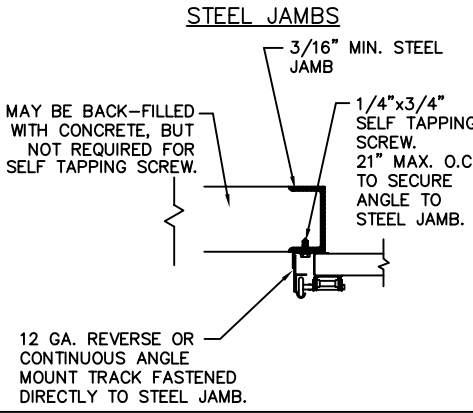 STEEL JAMBS
3/16" MIN. STEEL
JAMB
MAY BE BACK-FILLED
WITH CONCRETE, BUT
NOT REQUIRED FOR
SELF TAPPING SCREW.
1/4"x3/4"
SELF TAPPING
SCREW.
21" MAX. O.C
TO SECURE
ANGLE TO
STEEL JAMB.
12 GA. REVERSE OR
CONTINUOUS ANGLE
MOUNT TRACK FASTENED
DIRECTLY TO STEEL JAMB.